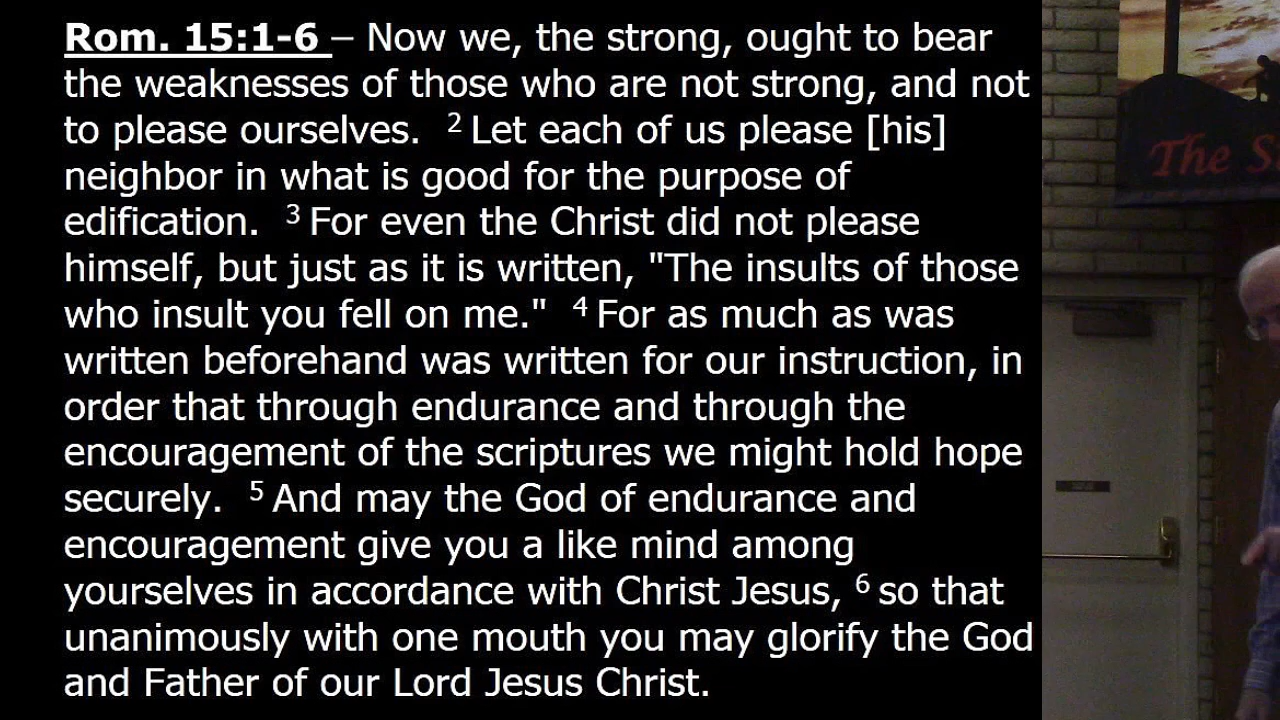 Rom. 15:1-6 – Now we, the strong, ought to bear
the weaknesses of those who are not strong, and not
to please ourselves. 2 Let each of us please [his]
neighbor in what is good for the purpose of
edification. 3 For even the Christ did not please
himself, but just as it is written, "The insults of those
who insult you fell on me." 4 For as much as was
written beforehand was written for our instruction, in
order that through endurance and through the
encouragement of the scriptures we might hold hope
securely. 5 And may the God of endurance and
encouragement give you a like mind among
yourselves in accordance with Christ Jesus, 6 so that
unanimously with one mouth you may glorify the God
and Father of our Lord Jesus Christ.
The S